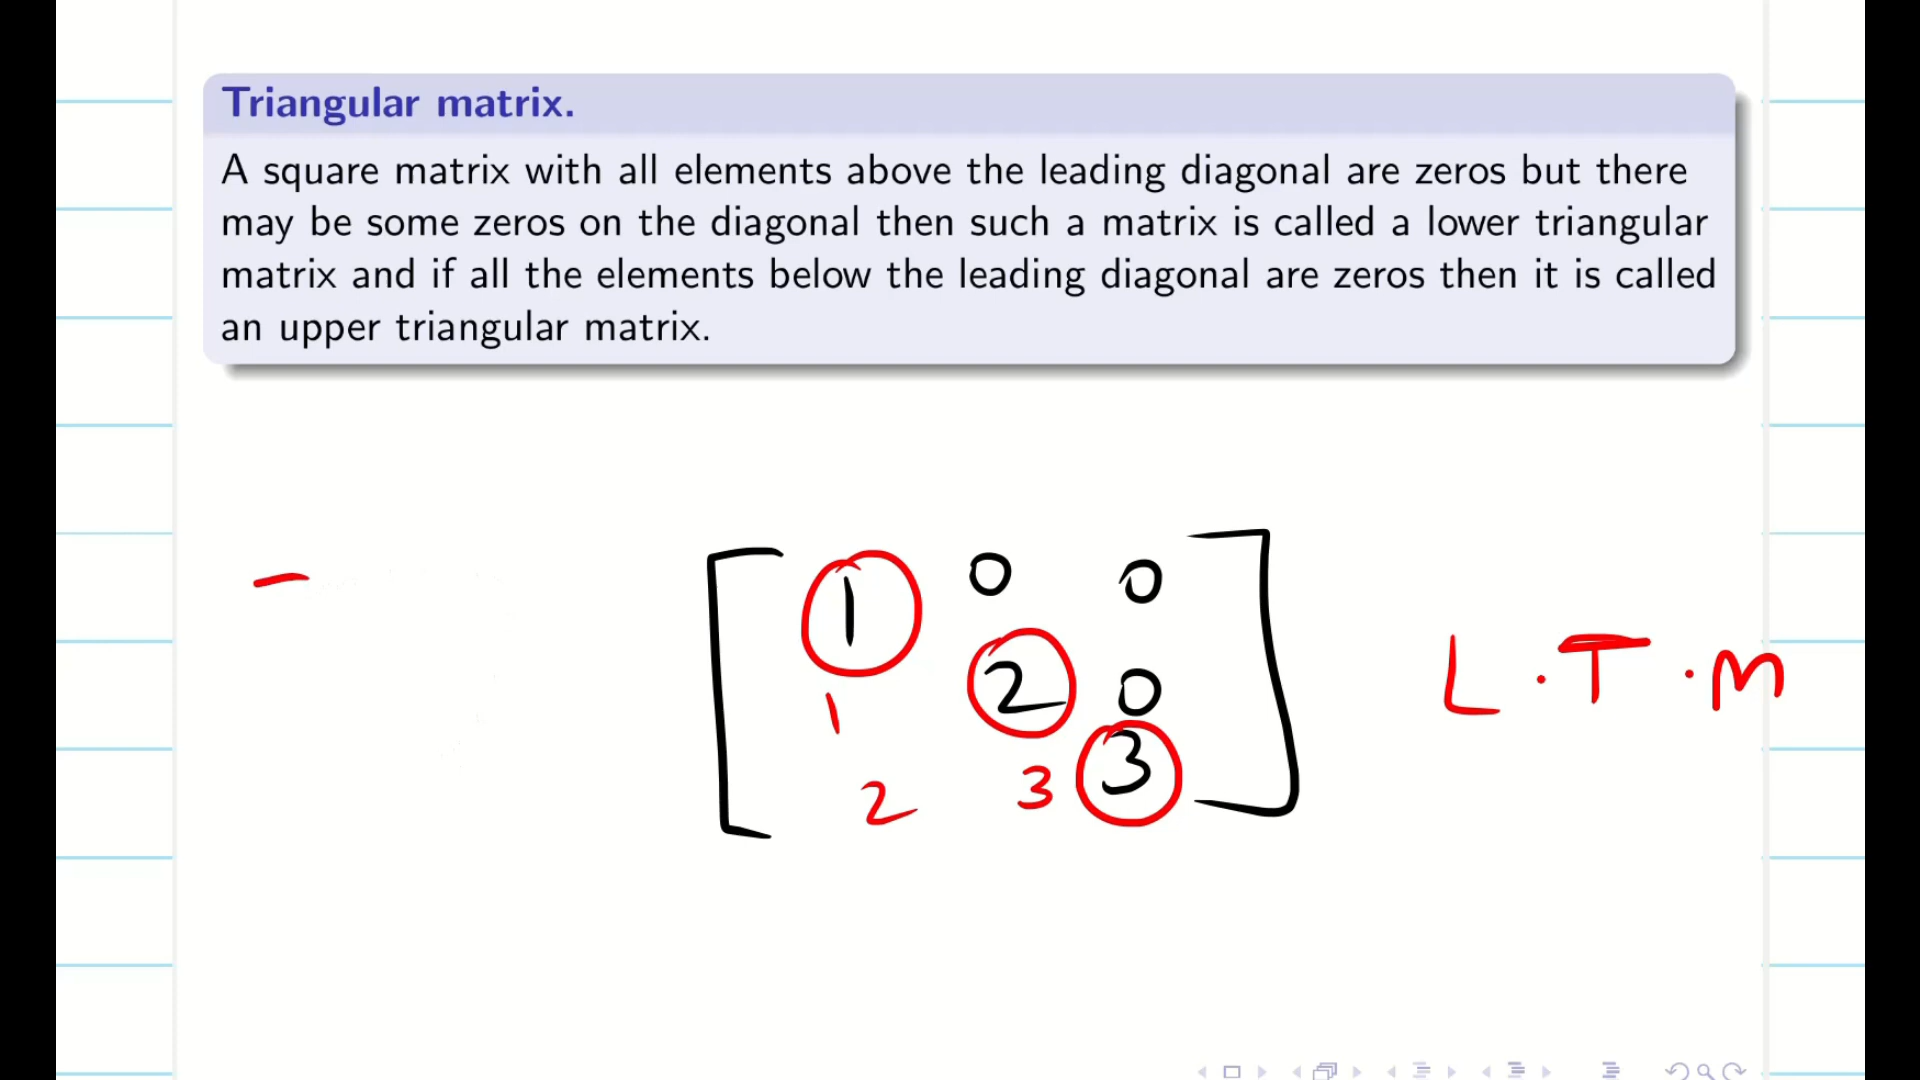 Triangular matrix.
A square matrix with all elements above the leading diagonal are zeros but there
may be some zeros on the diagonal then such a matrix is called a lower triangular
matrix and if all the elements below the leading diagonal are zeros then it is called
an upper triangular matrix.
1 0 0
1 2 0
2 3 3
L.T.M